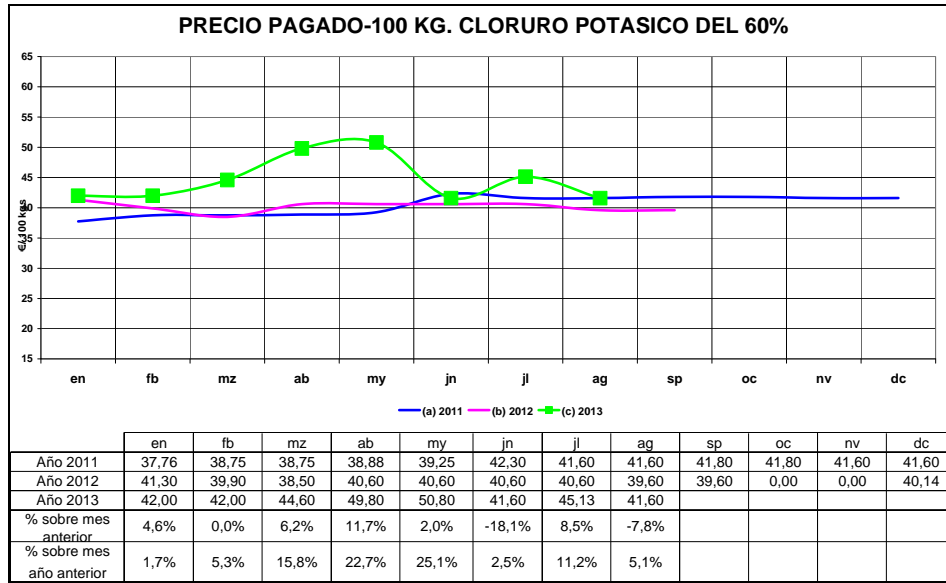 PRECIO PAGADO-100 KG. CLORURO POTASICO DEL 60%
65
60
55
50
45
40
35
30
25
20
15
€/ 100 kgs
en fb mz ab my jn jl ag sp oc nv dc
(a) 2011 (b) 2012 (c) 2013
en fb mz ab my jn jl ag sp oc nv dc
Año 2011 37,76 38,75 38,75 38,88 39,25 42,30 41,60 41,60 41,80 41,80 41,60 41,60
Año 2012 41,30 39,90 38,50 40,60 40,60 40,60 40,60 39,60 39,60 0,00 0,00 40,14
Año 2013 42,00 42,00 44,60 49,80 50,80 41,60 45,13 41,60
% sobre mes
anterior 4,6% 0,0% 6,2% 11,7% 2,0% -18,1% 8,5% -7,8%
% sobre mes
año anterior 1,7% 5,3% 15,8% 22,7% 25,1% 2,5% 11,2% 5,1%